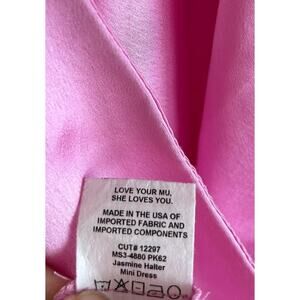 LOVE YOUR MU,
SHE LOVES YOU.
MADE IN THE USA OF
IMPORTED FABRIC AND
IMPORTED COMPONENTS
CUT# 12297
MS3-4880 PK62
Jasmine Halter
Mini Dress